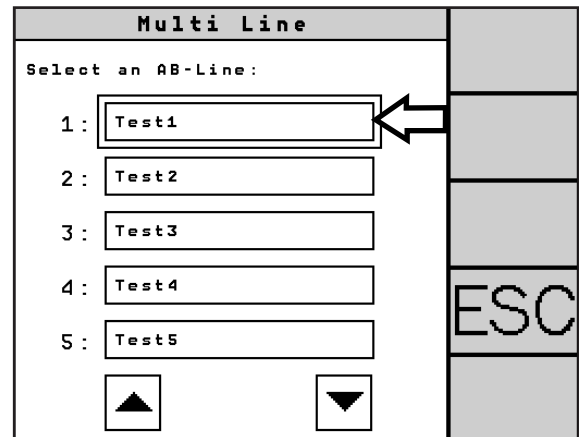 Multi Line
Select an AB-Line:
1: Test1
2: Test2
3: Test3
4: Test4
ESC
5: Test5